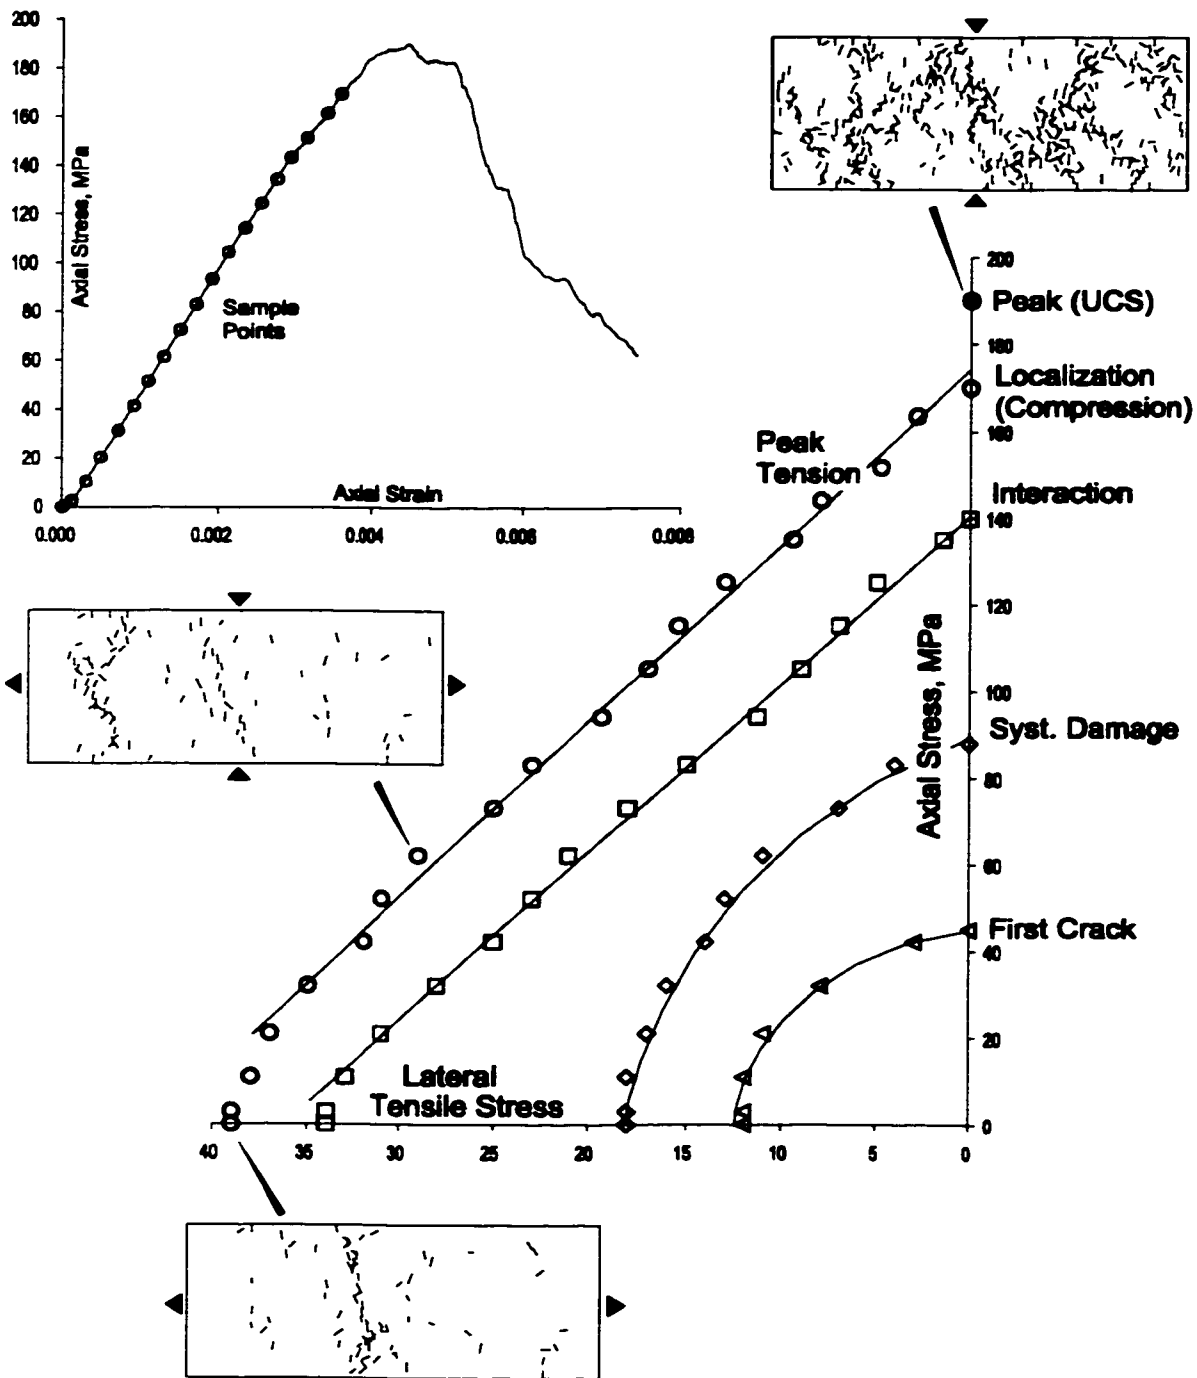 200
180
160
140
120
100
80
60
40
20
0
Axial Stress, MPa
Sample
Points
Axial Strain
0.000
0.002
0.004
0.006
0.008
200
Peak (UCS)
180
Localization
(Compression)
160
Peak
Tension
Interaction
140
120
Axial Stress, MPa
100
Syst. Damage
80
60
First Crack
40
20
0
Lateral
Tensile Stress
40
35
30
25
20
15
10
5
0